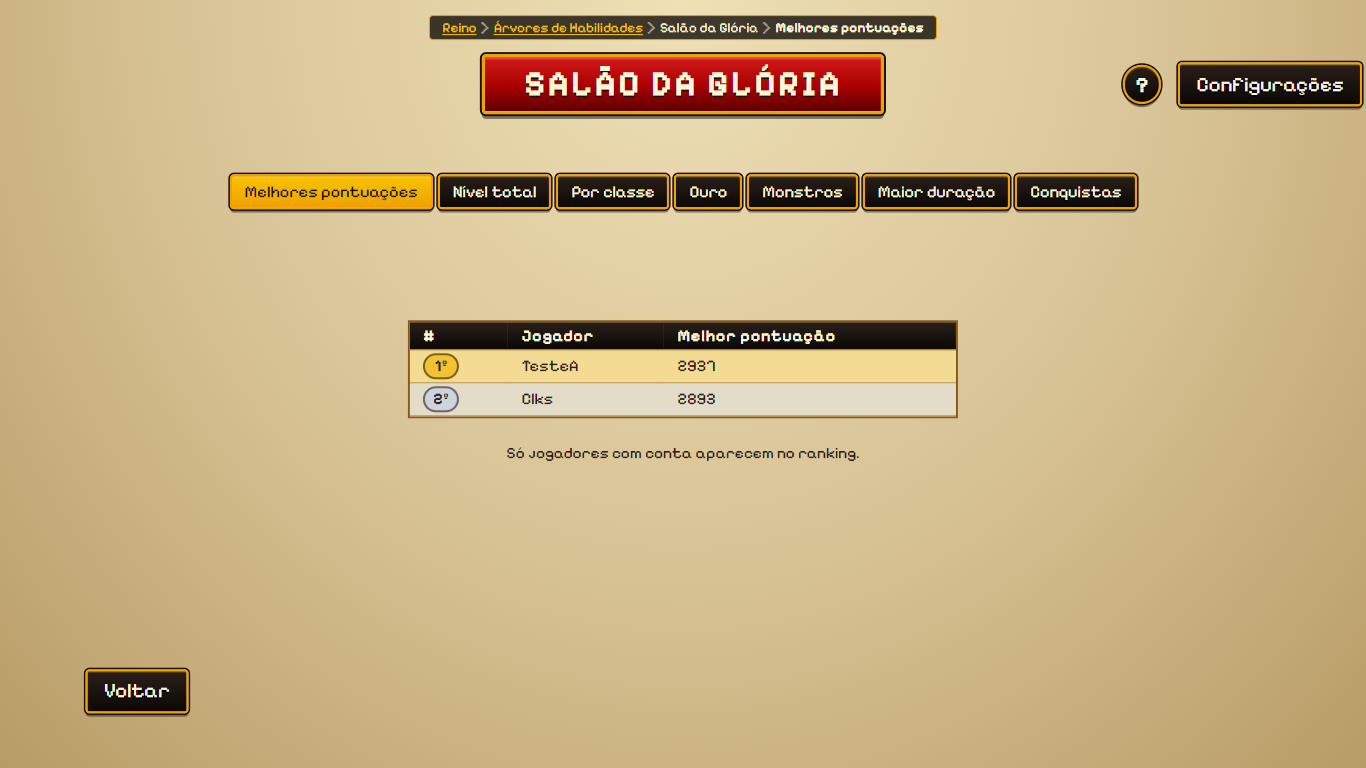 Reino > Árvores de Habilidades > Salão da Glória > Melhores pontuações
SALÃO DA GLÓRIA
? Configurações
Melhores pontuações Nível total Por classe Ouro Monstros Maior duração Conquistas
# Jogador Melhor pontuação
1º TesteA 2937
2º Clks 2893
Só jogadores com conta aparecem no ranking.
Voltar